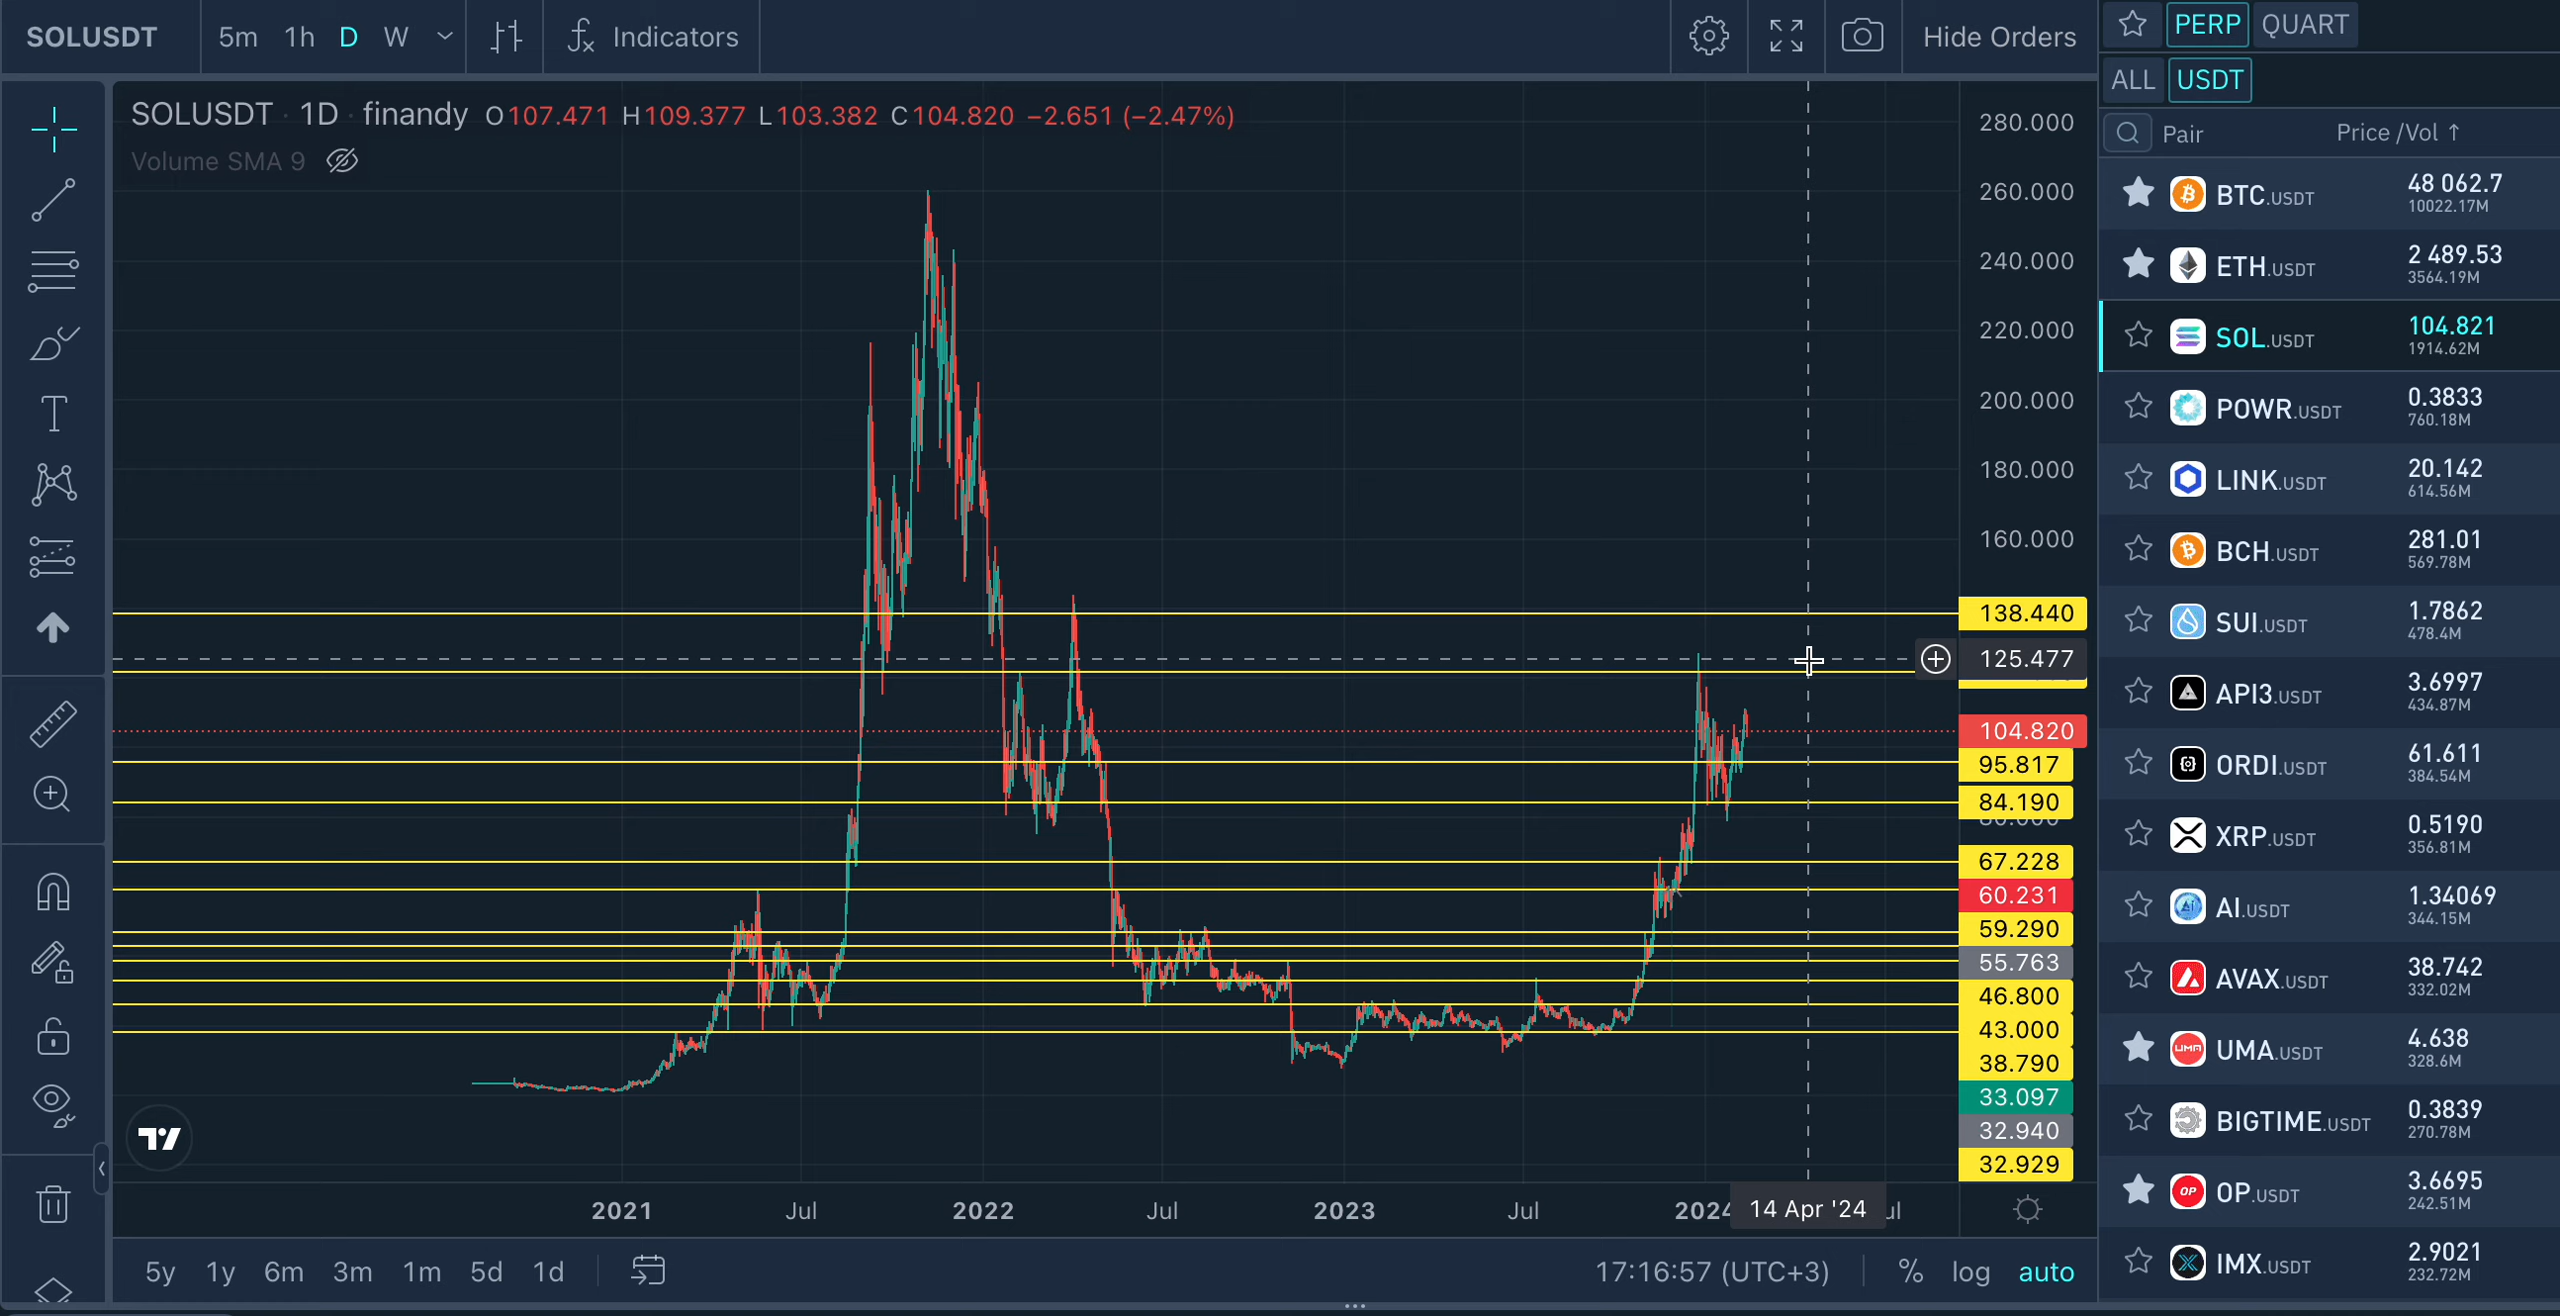 SOLUSDT 5m 1h D W Indicators Hide Orders
SOLUSDT · 1D · finandy O107.471 H109.377 L103.382 C104.820 −2.651 (−2.47%)
Volume SMA 9
280.000
260.000
240.000
220.000
200.000
180.000
160.000
138.440
125.477
104.820
95.817
84.190
67.228
60.231
59.290
55.763
46.800
43.000
38.790
33.097
32.940
32.929
2021 Jul 2022 Jul 2023 Jul 2024 14 Apr '24
5y 1y 6m 3m 1m 5d 1d 17:16:57 (UTC+3) % log auto
PERP QUART
ALL USDT
Pair Price /Vol ↑
BTC.USDT 48 062.7
10022.17M
ETH.USDT 2 489.53
3564.19M
SOL.USDT 104.821
1914.62M
POWR.USDT 0.3833
760.18M
LINK.USDT 20.142
614.56M
BCH.USDT 281.01
569.78M
SUI.USDT 1.7862
478.4M
API3.USDT 3.6997
434.87M
ORDI.USDT 61.611
384.54M
XRP.USDT 0.5190
356.81M
AI.USDT 1.34069
344.15M
AVAX.USDT 38.742
332.02M
UMA.USDT 4.638
328.6M
BIGTIME.USDT 0.3839
270.78M
OP.USDT 3.6695
242.51M
IMX.USDT 2.9021
232.72M